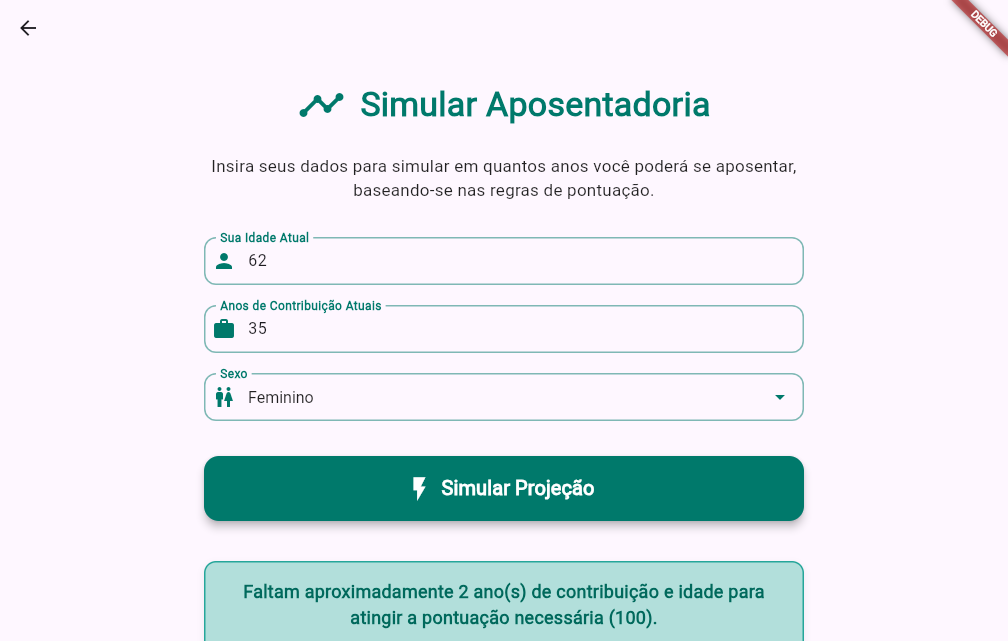 DEBUG
Simular Aposentadoria
Insira seus dados para simular em quantos anos você poderá se aposentar,
baseando-se nas regras de pontuação.
Sua Idade Atual
62
Anos de Contribuição Atuais
35
Sexo
Feminino
Simular Projeção
Faltam aproximadamente 2 ano(s) de contribuição e idade para
atingir a pontuação necessária (100).